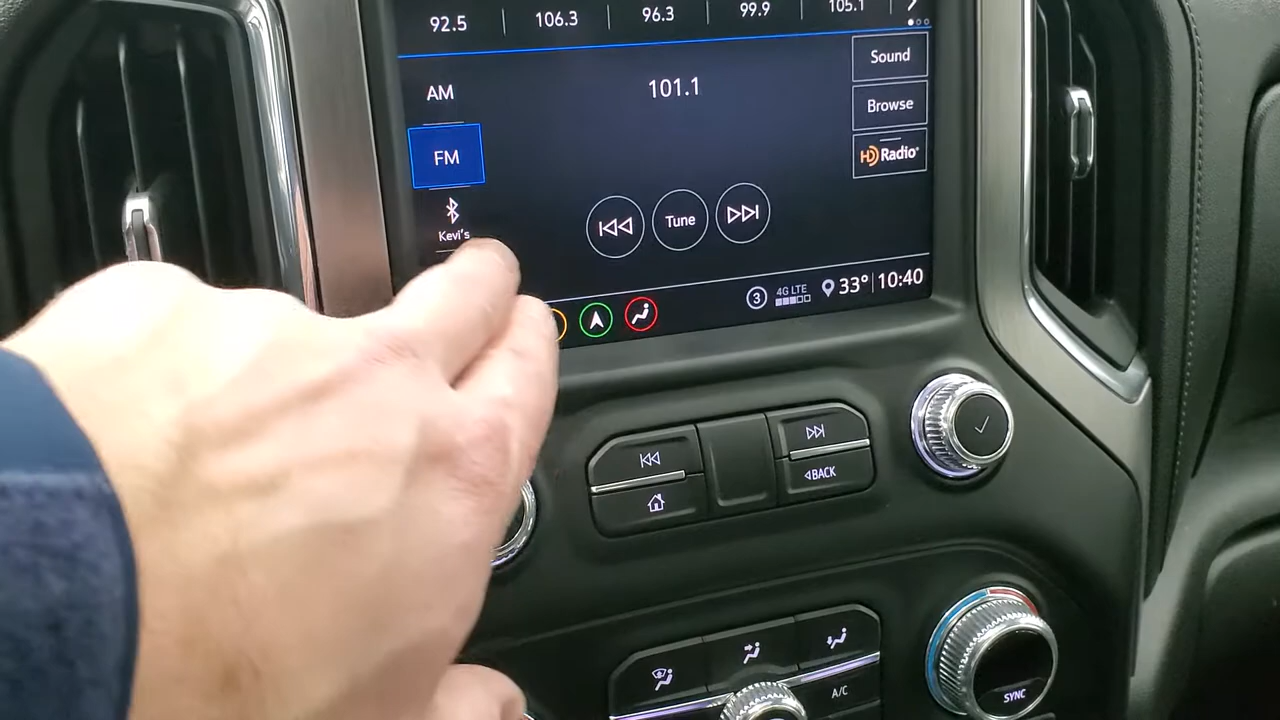 92.5
106.3
96.3
99.9
105.1
AM
101.1
Sound
Browse
FM
HD Radio
Kevi's
Tune
3
4G LTE
33°
10:40
BACK
A/C
SYNC